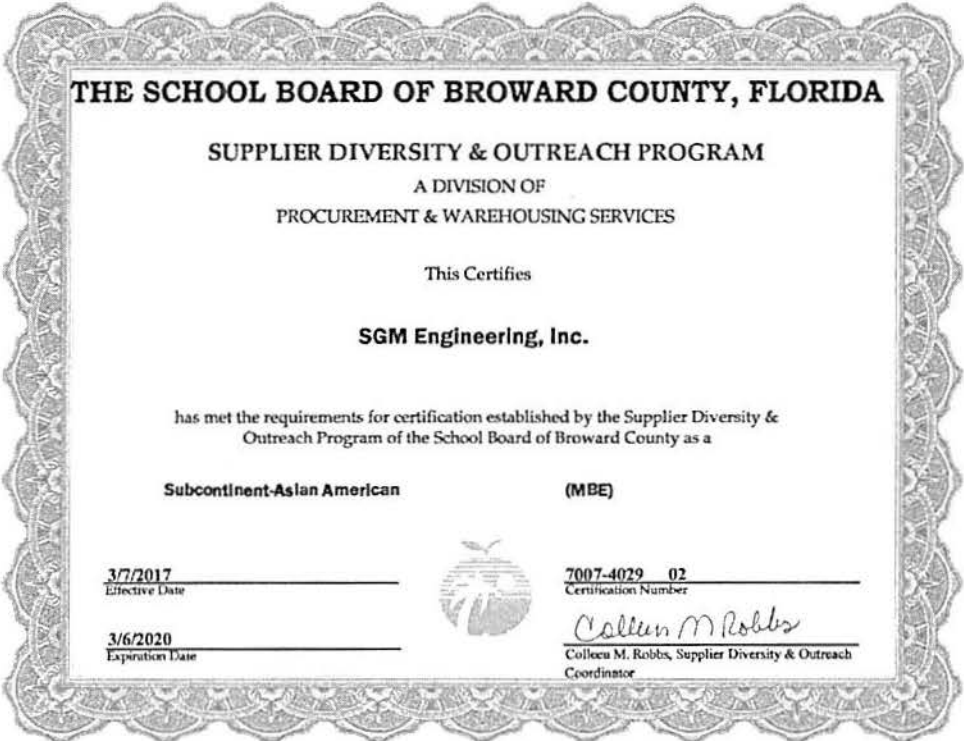 THE SCHOOL BOARD OF BROWARD COUNTY, FLORIDA
SUPPLIER DIVERSITY & OUTREACH PROGRAM
A DIVISION OF
PROCUREMENT & WAREHOUSING SERVICES
This Certifies
SGM Engineering, Inc.
has met the requirements for certification established by the Supplier Diversity &
Outreach Program of the School Board of Broward County as a
Subcontinent-Asian American (MBE)
3/7/2017
Effective Date
7007-4029 02
Certification Number
3/6/2020
Expiration Date
Colleen M Robbs
Colleen M. Robbs, Supplier Diversity & Outreach
Coordinator